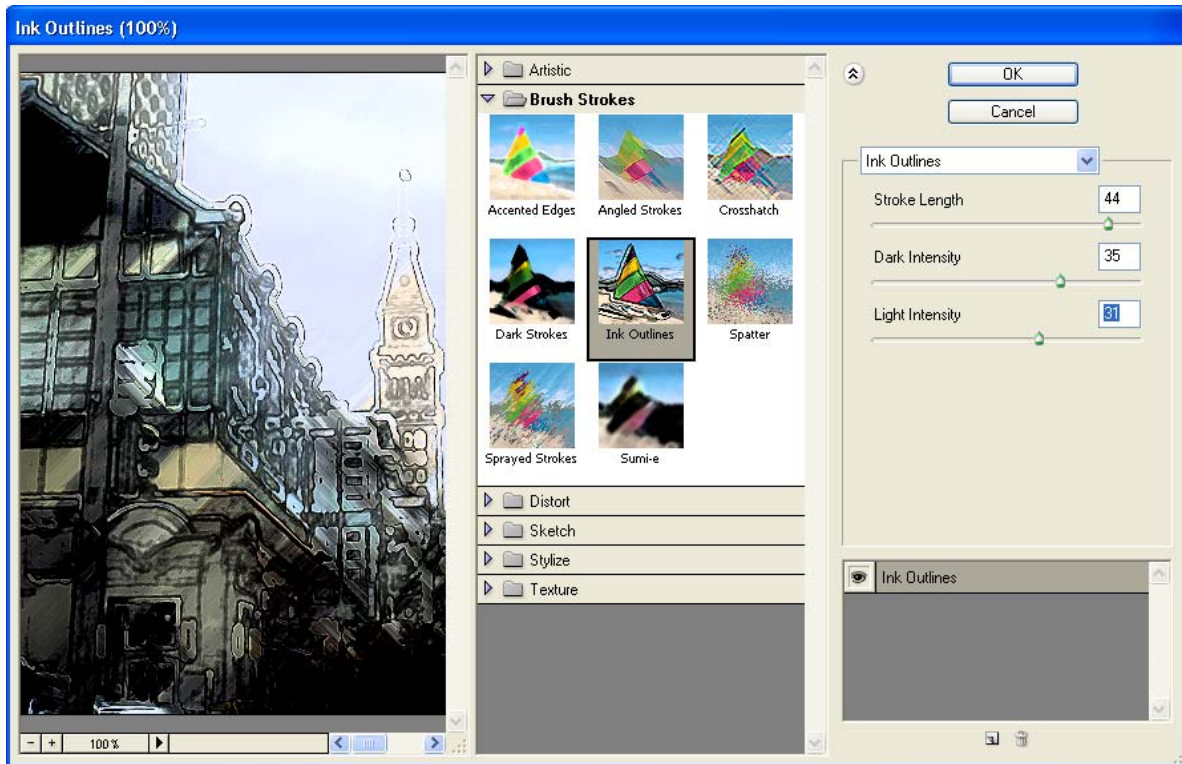 Ink Outlines (100%)
Artistic
Brush Strokes
Accented Edges
Angled Strokes
Crosshatch
Dark Strokes
Ink Outlines
Spatter
Sprayed Strokes
Sumi-e
Distort
Sketch
Stylize
Texture
100%
OK
Cancel
Ink Outlines
Stroke Length 44
Dark Intensity 35
Light Intensity 31
Ink Outlines